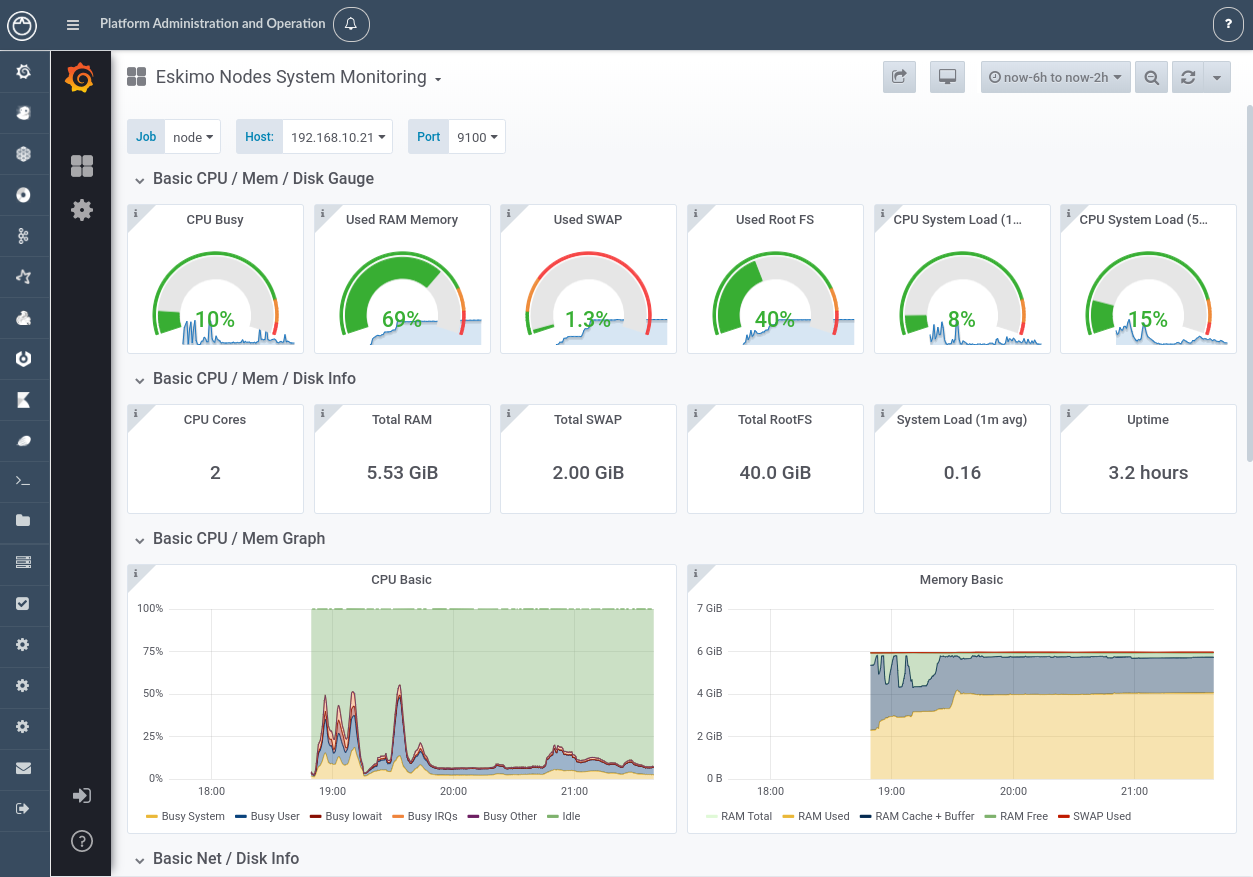 Platform Administration and Operation
?
Eskimo Nodes System Monitoring
now-6h to now-2h
Job node Host: 192.168.10.21 Port 9100
Basic CPU / Mem / Disk Gauge
CPU Busy
10%
Used RAM Memory
69%
Used SWAP
1.3%
Used Root FS
40%
CPU System Load (1...
8%
CPU System Load (5...
15%
Basic CPU / Mem / Disk Info
CPU Cores
2
Total RAM
5.53 GiB
Total SWAP
2.00 GiB
Total RootFS
40.0 GiB
System Load (1m avg)
0.16
Uptime
3.2 hours
Basic CPU / Mem Graph
CPU Basic
100%
75%
50%
25%
0%
18:00 19:00 20:00 21:00
Busy System Busy User Busy Iowait Busy IRQs Busy Other Idle
Memory Basic
7 GiB
6 GiB
4 GiB
2 GiB
0 B
18:00 19:00 20:00 21:00
RAM Total RAM Used RAM Cache + Buffer RAM Free SWAP Used
Basic Net / Disk Info